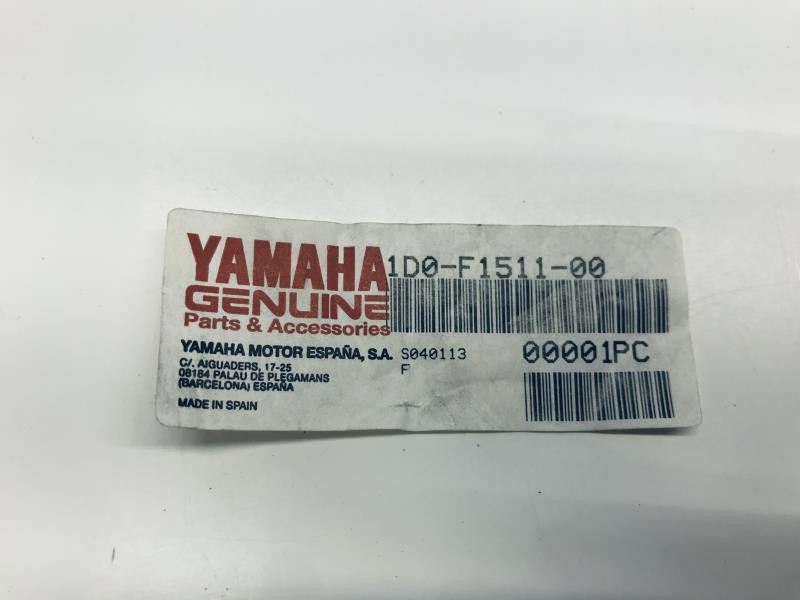 YAMAHA
GENUINE
Parts & Accessories
1D0-F1511-00
YAMAHA MOTOR ESPAÑA, S.A.
C/. AIGUADERS, 17-25
08184 PALAU DE PLEGAMANS
(BARCELONA) ESPAÑA
MADE IN SPAIN
S040113
F
00001PC